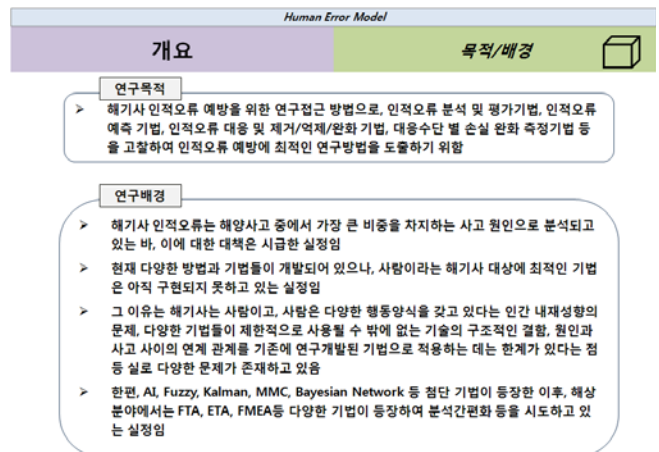 Human Error Model
개요
목적/배경
연구목적
➢ 해기사 인적오류 예방을 위한 연구접근 방법으로, 인적오류 분석 및 평가기법, 인적오류
예측 기법, 인적오류 대응 및 제거/억제/완화 기법, 대응수단 별 손실 완화 측정기법 등
을 고찰하여 인적오류 예방에 최적인 연구방법을 도출하기 위함
연구배경
➢ 해기사 인적오류는 해양사고 중에서 가장 큰 비중을 차지하는 사고 원인으로 분석되고
있는 바, 이에 대한 대책은 시급한 실정임
➢ 현재 다양한 방법과 기법들이 개발되어 있으나, 사람이라는 해기사 대상에 최적인 기법
은 아직 구현되지 못하고 있는 실정임
➢ 그 이유는 해기사는 사람이고, 사람은 다양한 행동양식을 갖고 있다는 인간 내재성향의
문제, 다양한 기법들이 제한적으로 사용될 수 밖에 없는 기술의 구조적인 결함, 원인과
사고 사이의 연계 관계를 기존에 연구개발된 기법으로 적용하는 데는 한계가 있다는 점
등 실로 다양한 문제가 존재하고 있음
➢ 한편, AI, Fuzzy, Kalman, MMC, Bayesian Network 등 첨단 기법이 등장한 이후, 해상
분야에서는 FTA, ETA, FMEA등 다양한 기법이 등장하여 분석간편화 등을 시도하고 있
는 실정임